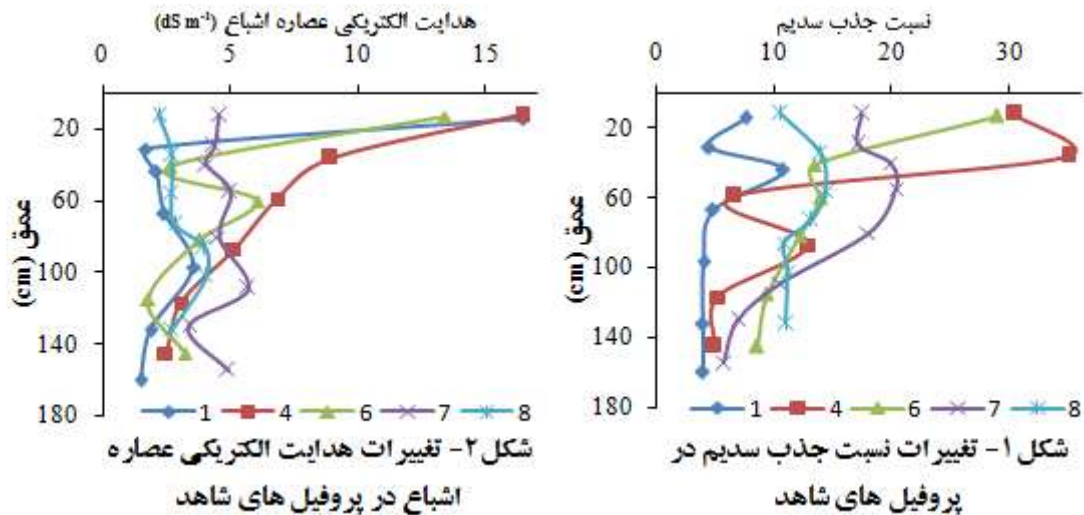 نسبت جذب سدیم
0 10 20 30
عمق (cm)
20
60
100
140
180
1 4 6 7 8
شکل ۱- تغییرات نسبت جذب سدیم در
پروفیل های شاهد
هدایت الکتریکی عصاره اشباع (dS m⁻¹)
0 5 10 15
عمق (cm)
20
60
100
140
180
1 4 6 7 8
شکل ۲- تغییرات هدایت الکتریکی عصاره
اشباع در پروفیل های شاهد